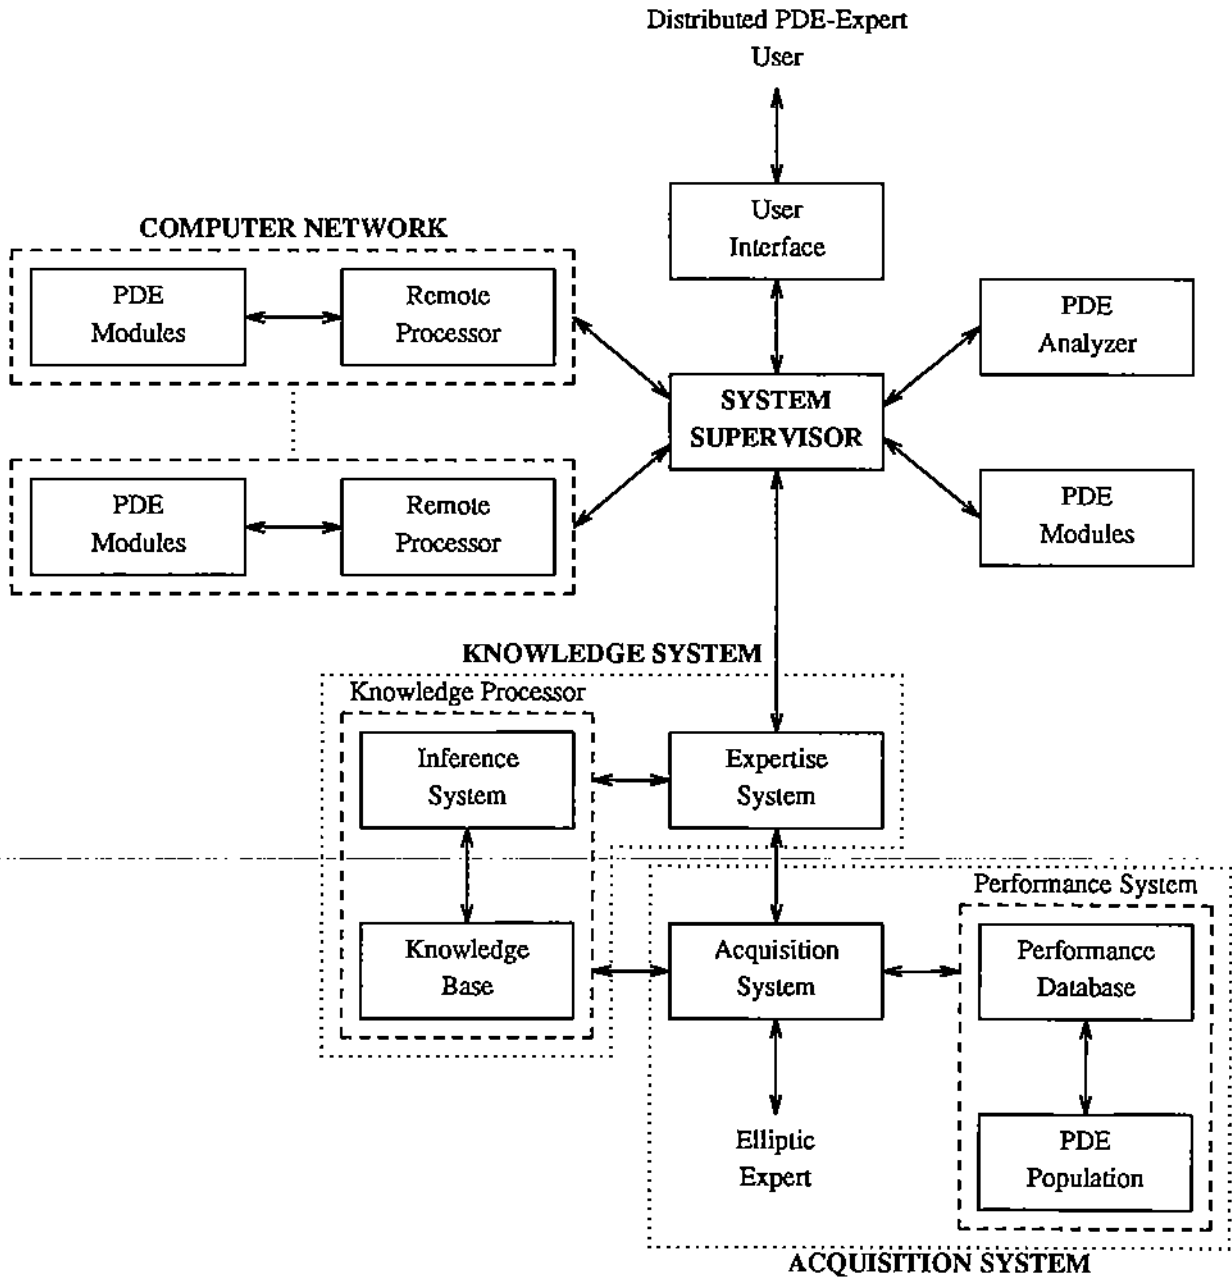 Distributed PDE-Expert
User
User
Interface
COMPUTER NETWORK
PDE
Modules
Remote
Processor
PDE
Analyzer
SYSTEM
SUPERVISOR
PDE
Modules
Remote
Processor
PDE
Modules
KNOWLEDGE SYSTEM
Knowledge Processor
Inference
System
Expertise
System
Performance System
Knowledge
Base
Acquisition
System
Performance
Database
Elliptic
Expert
PDE
Population
ACQUISITION SYSTEM